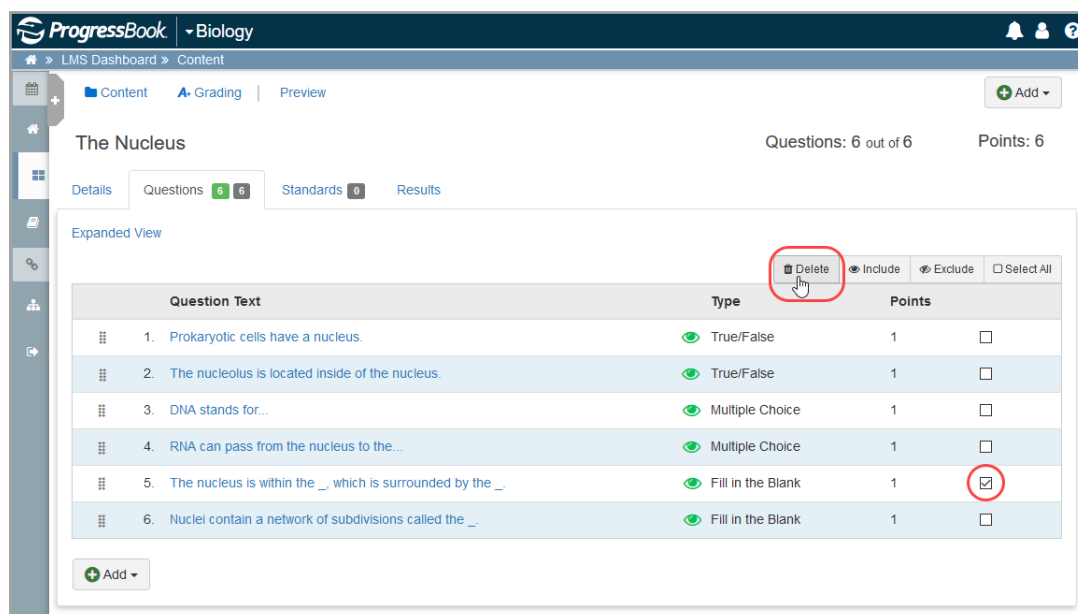 ProgressBook. Biology
» LMS Dashboard » Content
Content A+ Grading Preview Add
The Nucleus Questions: 6 out of 6 Points: 6
Details Questions 6 6 Standards 0 Results
Expanded View
Delete Include Exclude Select All
Question Text Type Points
1. Prokaryotic cells have a nucleus. True/False 1
2. The nucleolus is located inside of the nucleus. True/False 1
3. DNA stands for... Multiple Choice 1
4. RNA can pass from the nucleus to the... Multiple Choice 1
5. The nucleus is within the _, which is surrounded by the _. Fill in the Blank 1
6. Nuclei contain a network of subdivisions called the _. Fill in the Blank 1
Add